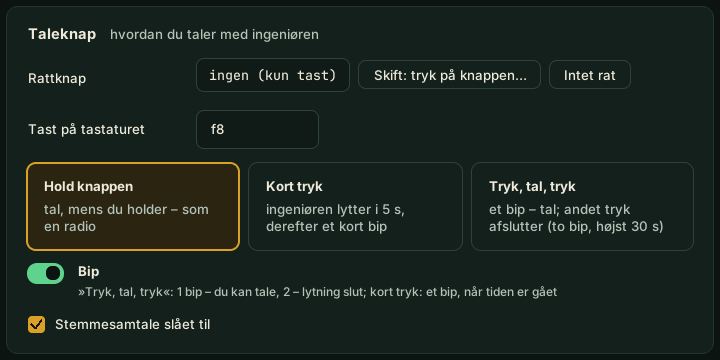 Taleknap hvordan du taler med ingeniøren
Rattknap ingen (kun tast) Skift: tryk på knappen... Intet rat
Tast på tastaturet f8
Hold knappen
tal, mens du holder – som
en radio
Kort tryk
ingeniøren lytter i 5 s,
derefter et kort bip
Tryk, tal, tryk
et bip – tal; andet tryk
afslutter (to bip, højst 30 s)
Bip
»Tryk, tal, tryk«: 1 bip – du kan tale, 2 – lytning slut; kort tryk: et bip, når tiden er gået
Stemmesamtale slået til